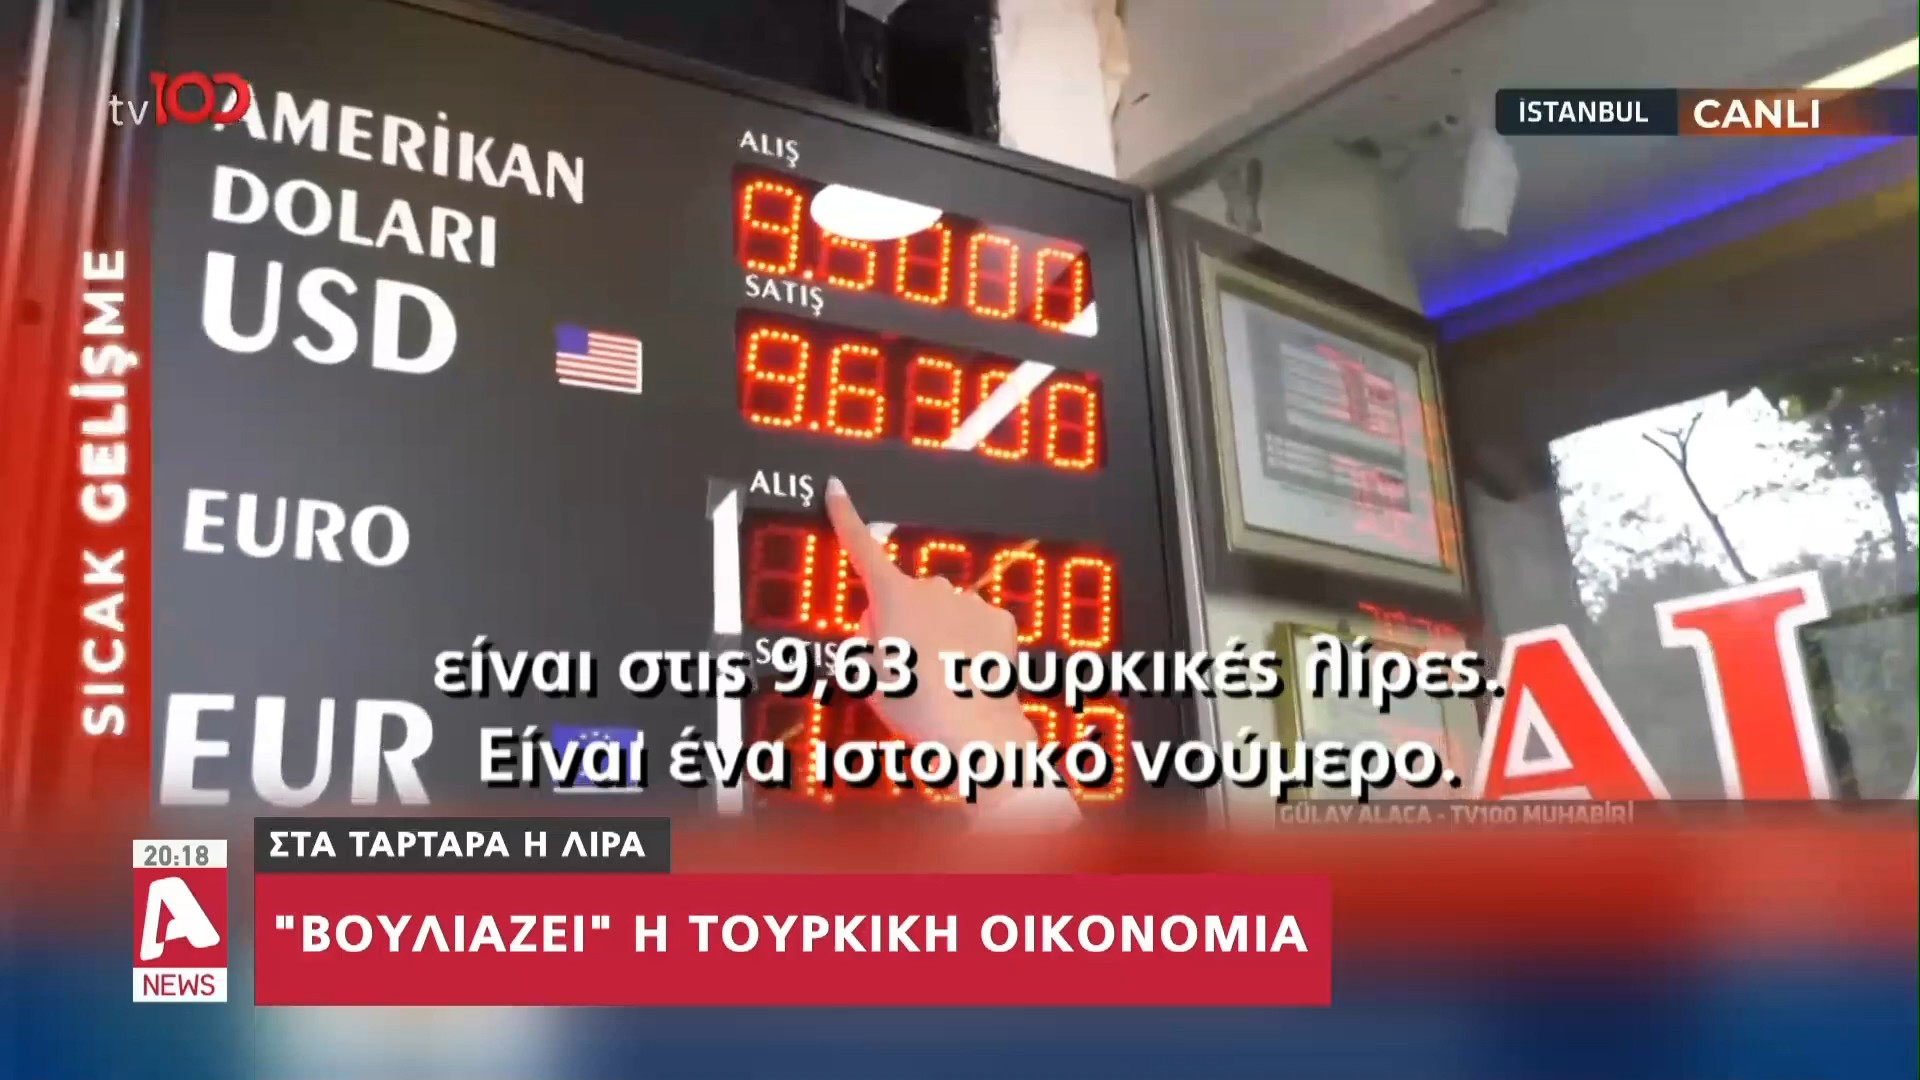 tv100
İSTANBUL CANLI
SICAK GELİŞME
AMERİKAN
DOLARI
USD
ALIŞ
SATIŞ
9.6300
EURO
EUR
ALIŞ
είναι στις 9,63 τουρκικές λίρες.
Είναι ένα ιστορικό νούμερο.
GÜLAY ALACA - TV100 MUHABİRİ
20:18
ΣΤΑ ΤΑΡΤΑΡΑ Η ΛΙΡΑ
"ΒΟΥΛΙΑΖΕΙ" Η ΤΟΥΡΚΙΚΗ ΟΙΚΟΝΟΜΙΑ
A
NEWS